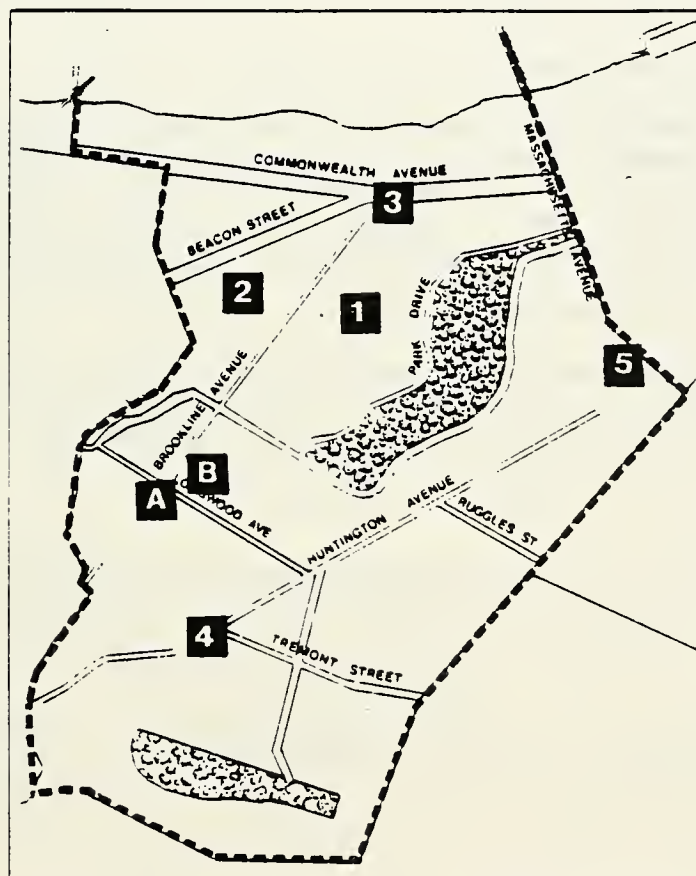 MASSACHUSETTS AVENUE
COMMONWEALTH AVENUE
3
BEACON STREET
2
1
PARK DRIVE
5
BROOKLINE AVENUE
B
A
HUNTINGTON AVENUE
RUGGLES ST
4
TREMONT STREET
AVE